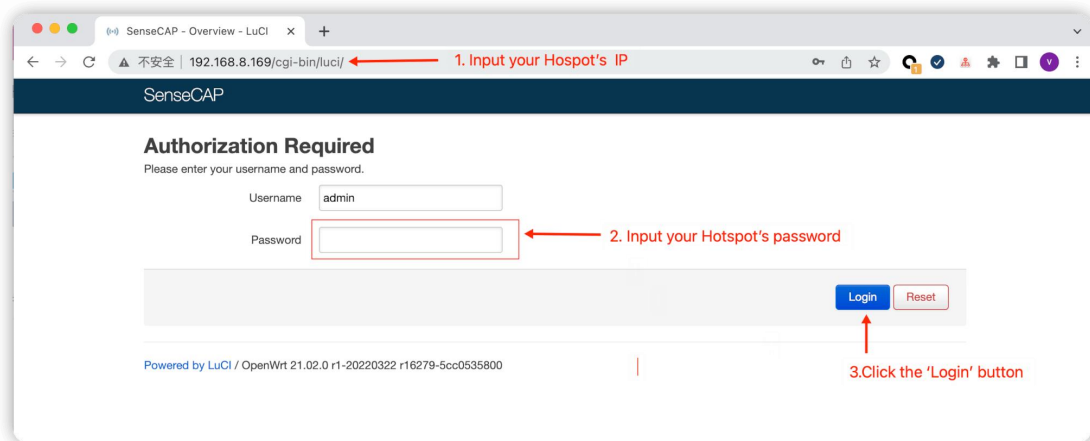 SenseCAP - Overview - LuCI
不安全 192.168.8.169/cgi-bin/luci/
1. Input your Hospot's IP
1
V
SenseCAP
Authorization Required
Please enter your username and password.
Username admin
Password
2. Input your Hotspot's password
Login Reset
Powered by LuCI / OpenWrt 21.02.0 r1-20220322 r16279-5cc0535800
3.Click the 'Login' button